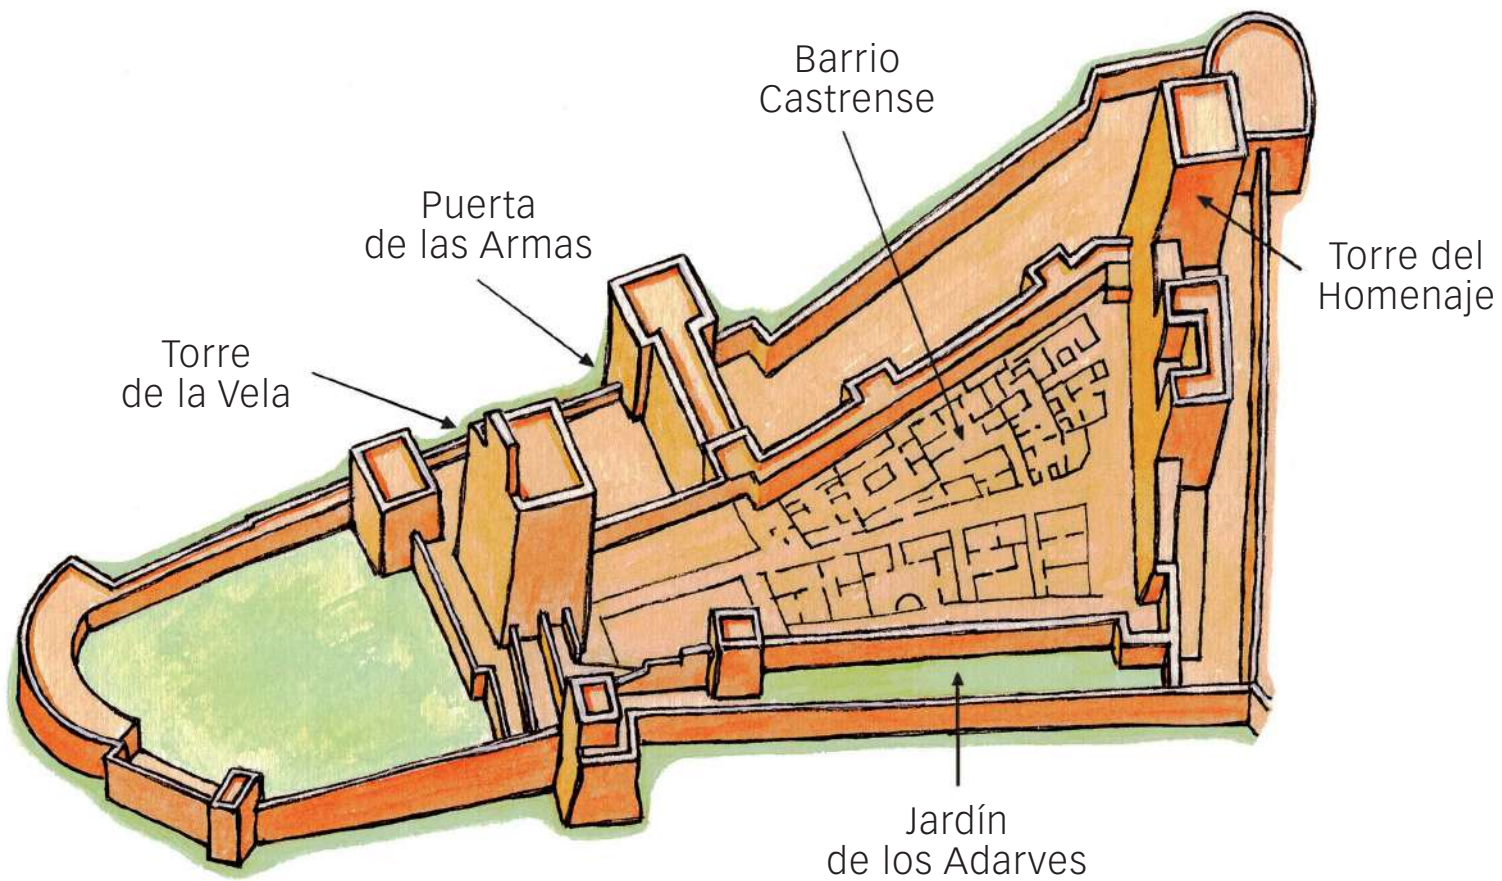 Barrio
Castrense
Puerta
de las Armas
Torre del
Homenaje
Torre
de la Vela
Jardín
de los Adarves